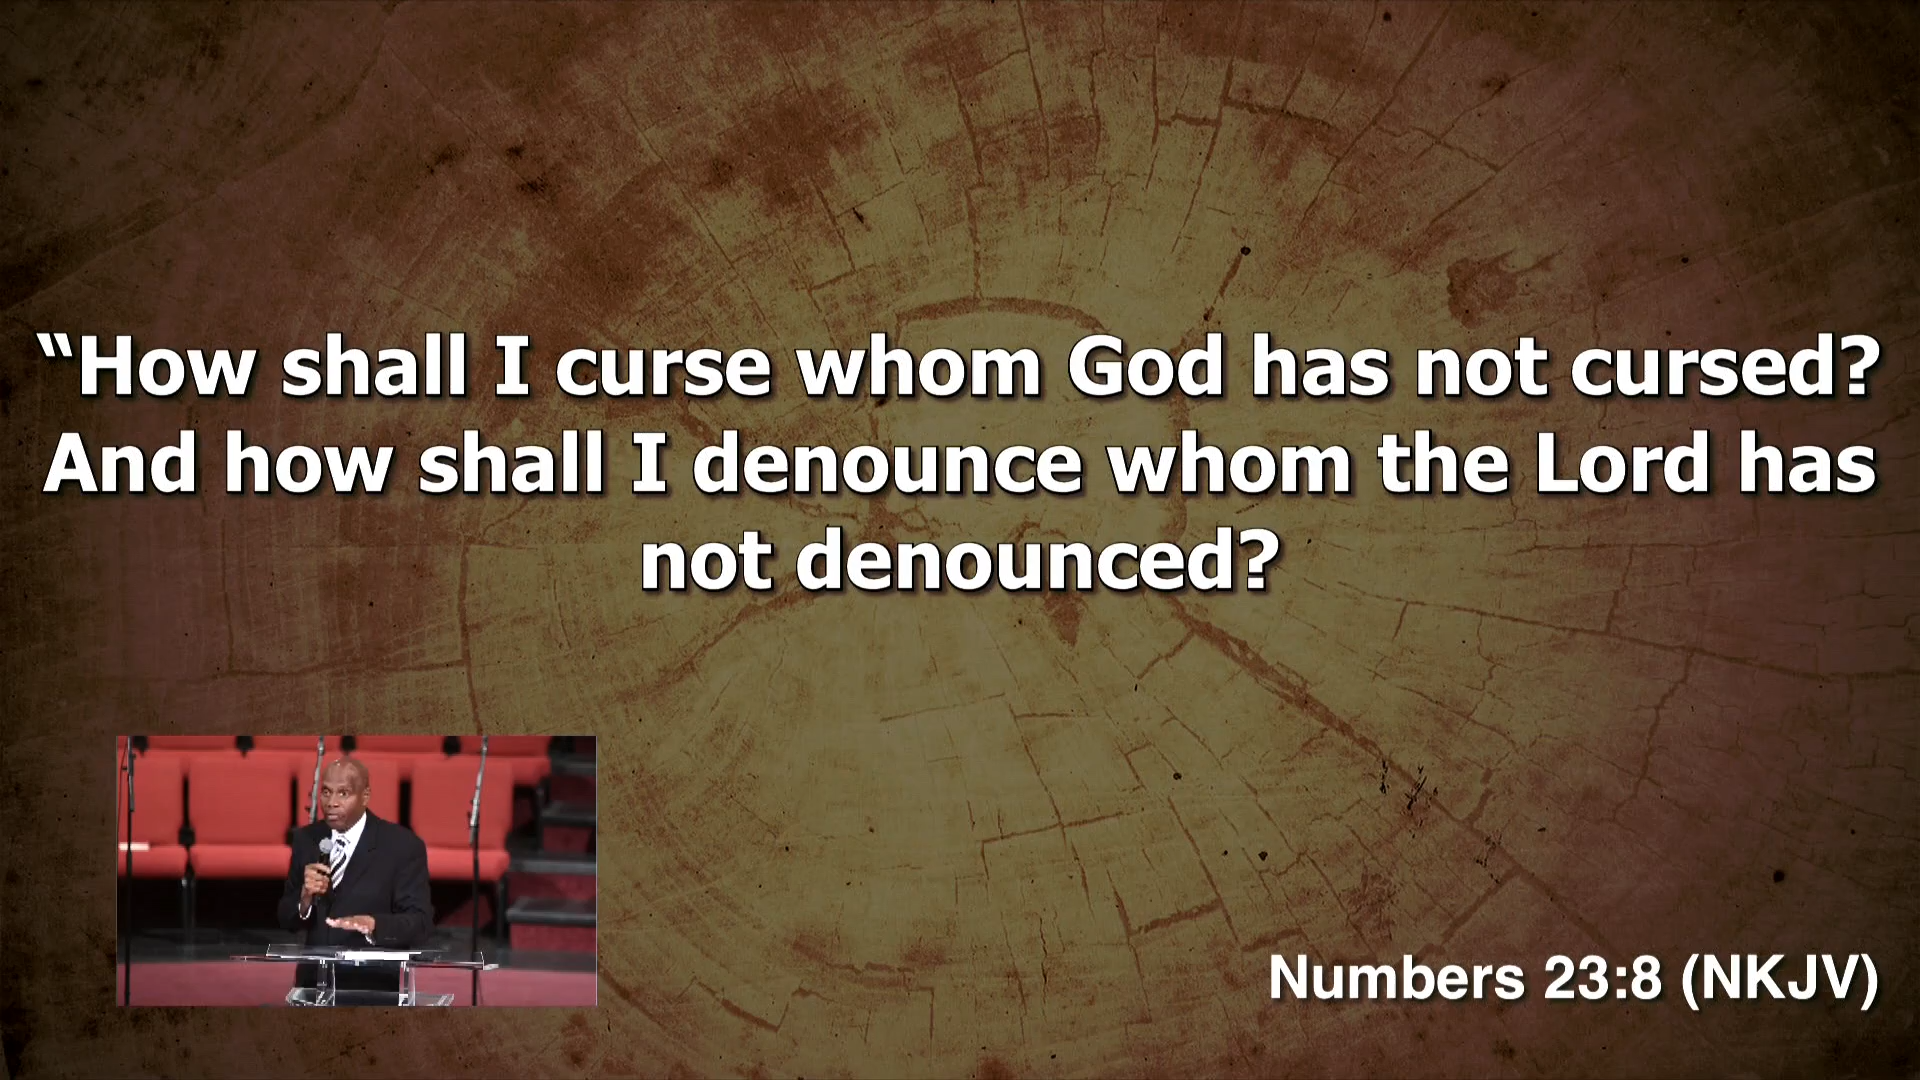 “How shall I curse whom God has not cursed?
And how shall I denounce whom the Lord has
not denounced?
Numbers 23:8 (NKJV)